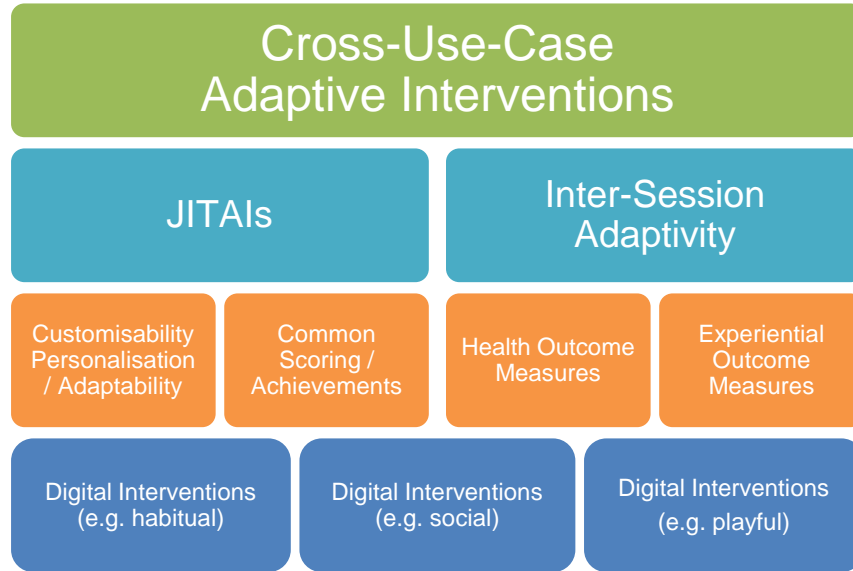 Cross-Use-Case
Adaptive Interventions
JITAIs
Inter-Session
Adaptivity
Customisability
Personalisation
/ Adaptability
Common
Scoring /
Achievements
Health Outcome
Measures
Experiential
Outcome
Measures
Digital Interventions
(e.g. habitual)
Digital Interventions
(e.g. social)
Digital Interventions
(e.g. playful)